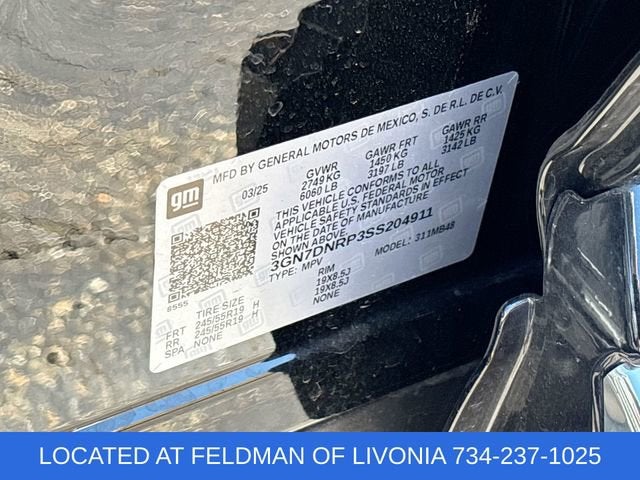 gm
MFD BY GENERAL MOTORS DE MEXICO, S. DE R.L. DE C.V.
03/25 GVWR GAWR FRT GAWR RR
2749 KG 1450 KG 1425 KG
6060 LB 3197 LB 3142 LB
THIS VEHICLE CONFORMS TO ALL
APPLICABLE U.S. FEDERAL MOTOR
VEHICLE SAFETY STANDARDS IN EFFECT
ON THE DATE OF MANUFACTURE
SHOWN ABOVE.
3GN7DNRP3SS204911
TYPE: MPV MODEL: 311MB48
8555
TIRE SIZE RIM
FRT 245/55R19 H 19X8.5J
RR 245/55R19 H 19X8.5J
SPA NONE NONE
LOCATED AT FELDMAN OF LIVONIA 734-237-1025